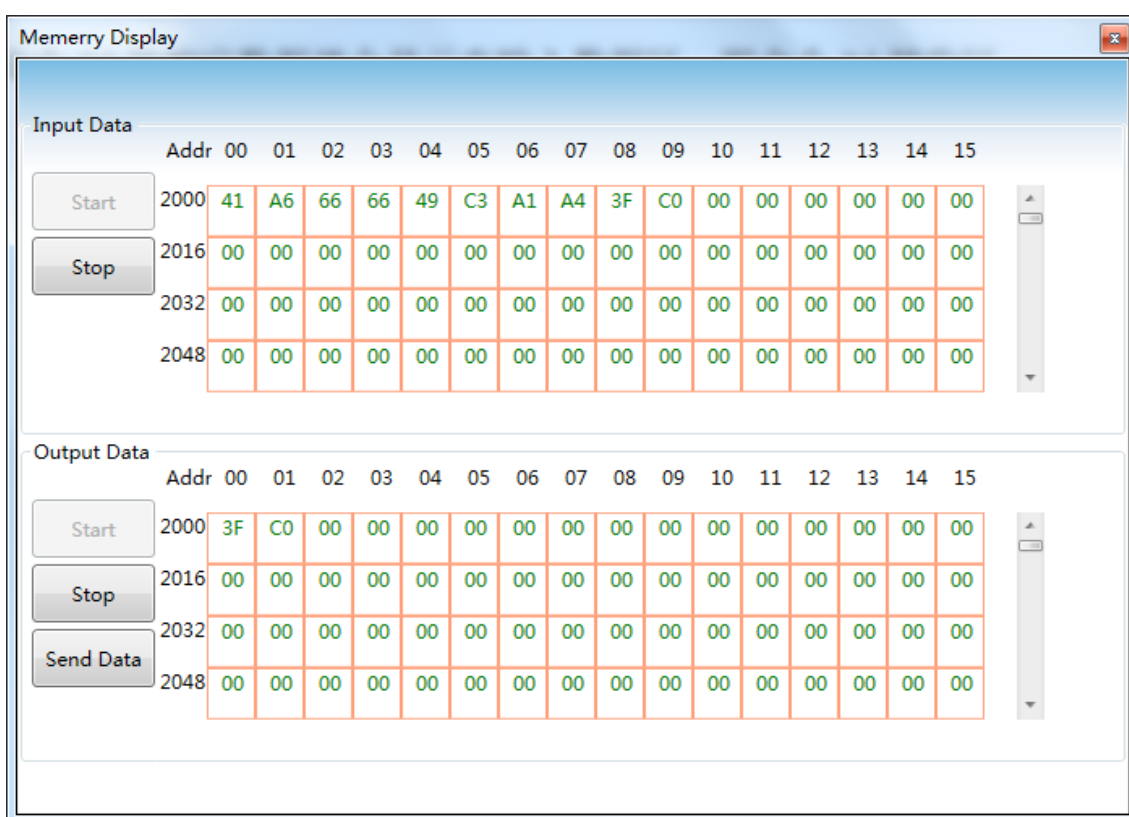 Memerry Display
Input Data
Addr 00 01 02 03 04 05 06 07 08 09 10 11 12 13 14 15
Start 2000 41 A6 66 66 49 C3 A1 A4 3F C0 00 00 00 00 00 00
Stop 2016 00 00 00 00 00 00 00 00 00 00 00 00 00 00 00 00
2032 00 00 00 00 00 00 00 00 00 00 00 00 00 00 00 00
2048 00 00 00 00 00 00 00 00 00 00 00 00 00 00 00 00
Output Data
Addr 00 01 02 03 04 05 06 07 08 09 10 11 12 13 14 15
Start 2000 3F C0 00 00 00 00 00 00 00 00 00 00 00 00 00 00
Stop 2016 00 00 00 00 00 00 00 00 00 00 00 00 00 00 00 00
2032 00 00 00 00 00 00 00 00 00 00 00 00 00 00 00 00
Send Data
2048 00 00 00 00 00 00 00 00 00 00 00 00 00 00 00 00